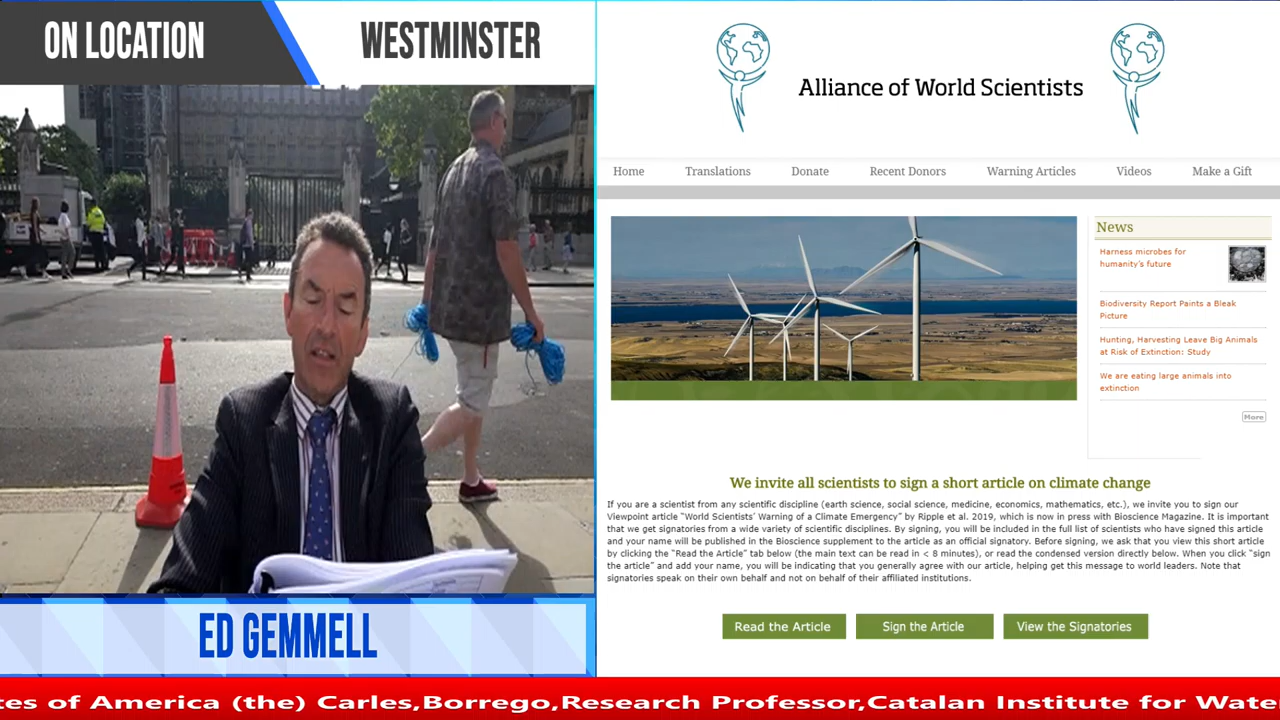 ON LOCATION
WESTMINSTER
ED GEMMELL
Alliance of World Scientists
Home Translations Donate Recent Donors Warning Articles Videos Make a Gift
News
Harness microbes for
humanity's future
Biodiversity Report Paints a Bleak
Picture
Hunting, Harvesting Leave Big Animals
at Risk of Extinction: Study
We are eating large animals into
extinction
More
We invite all scientists to sign a short article on climate change
If you are a scientist from any scientific discipline (earth science, social science, medicine, economics, mathematics, etc.), we invite you to sign our
Viewpoint article “World Scientists’ Warning of a Climate Emergency” by Ripple et al. 2019, which is now in press with Bioscience Magazine. It is important
that we get signatories from a wide variety of scientific disciplines. By signing, you will be included in the full list of scientists who have signed this article
and your name will be published in the Bioscience supplement to the article as an official signatory. Before signing, we ask that you view this short article
by clicking the “Read the Article” tab below (the main text can be read in < 8 minutes), or read the condensed version directly below. When you click “sign
the article” and add your name, you will be indicating that you generally agree with our article, helping get this message to world leaders. Note that
signatories speak on their own behalf and not on behalf of their affiliated institutions.
Read the Article Sign the Article View the Signatories
tes of America (the) Carles,Borrego,Research Professor,Catalan Institute for Wate